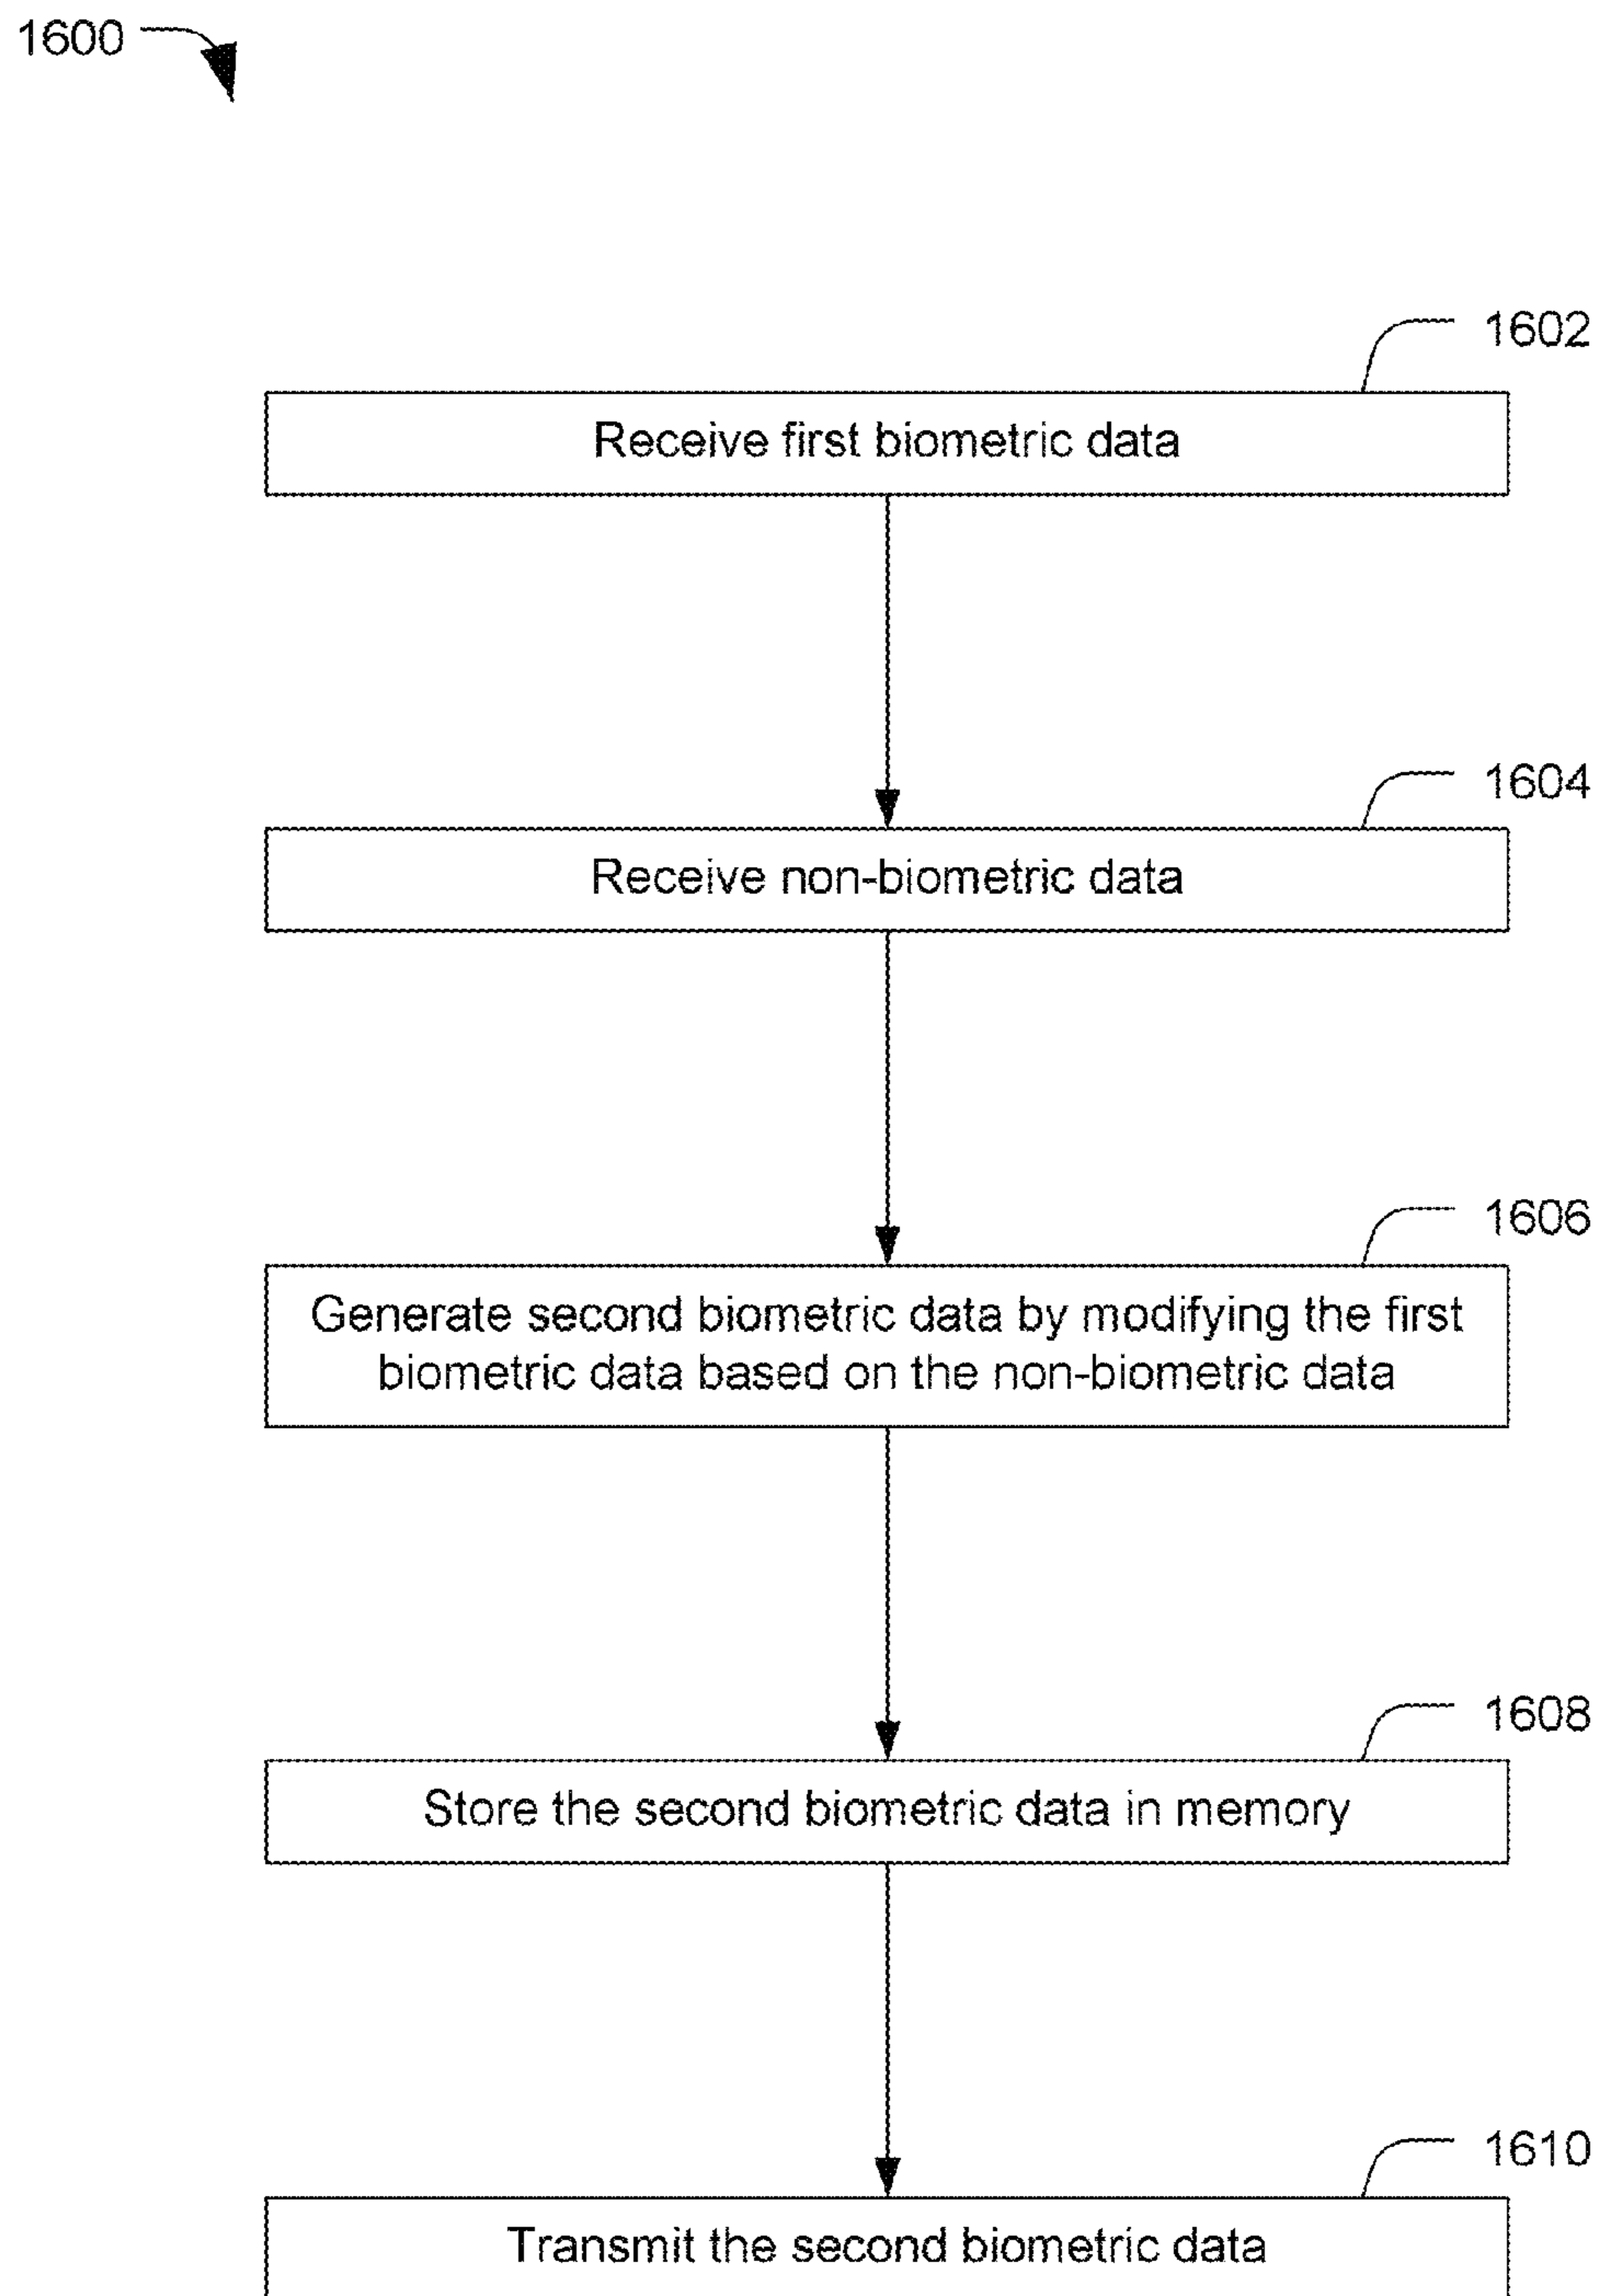 1600
1602
Receive first biometric data
1604
Receive non-biometric data
1606
Generate second biometric data by modifying the first
biometric data based on the non-biometric data
1608
Store the second biometric data in memory
1610
Transmit the second biometric data